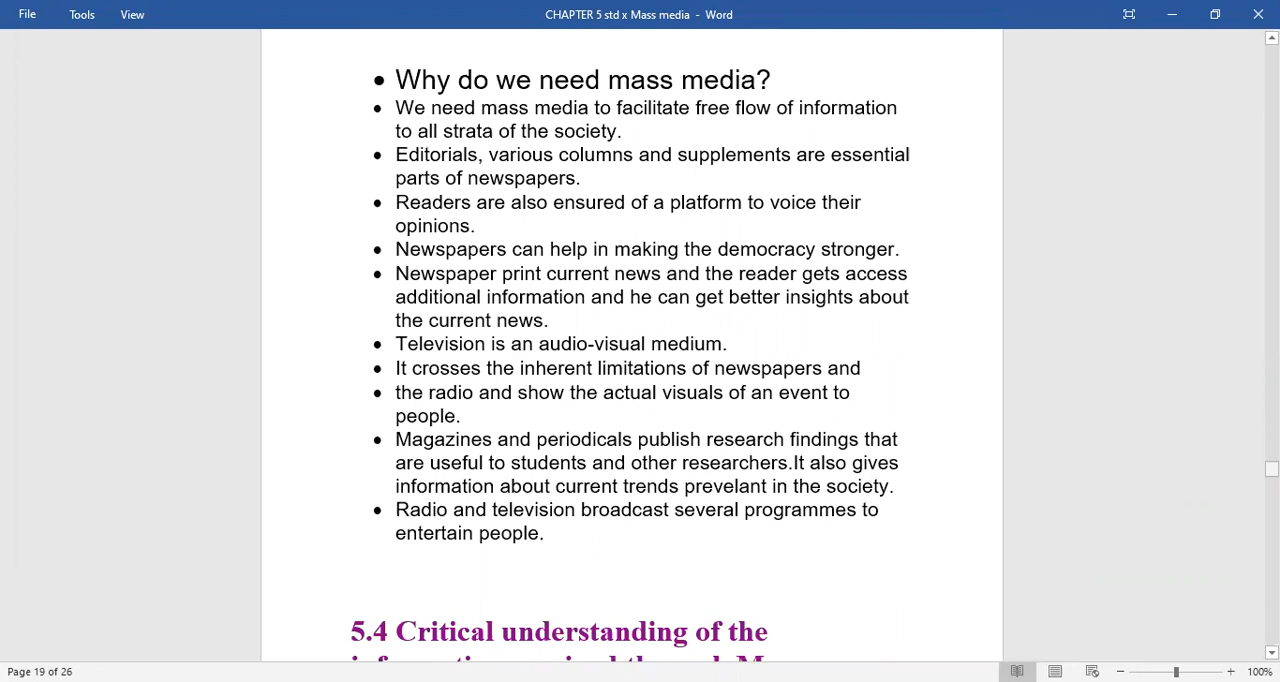 File Tools View CHAPTER 5 std x Mass media - Word
• Why do we need mass media?
• We need mass media to facilitate free flow of information
to all strata of the society.
• Editorials, various columns and supplements are essential
parts of newspapers.
• Readers are also ensured of a platform to voice their
opinions.
• Newspapers can help in making the democracy stronger.
• Newspaper print current news and the reader gets access
additional information and he can get better insights about
the current news.
• Television is an audio-visual medium.
• It crosses the inherent limitations of newspapers and
• the radio and show the actual visuals of an event to
people.
• Magazines and periodicals publish research findings that
are useful to students and other researchers.It also gives
information about current trends prevelant in the society.
• Radio and television broadcast several programmes to
entertain people.
5.4 Critical understanding of the
Page 19 of 26 100%